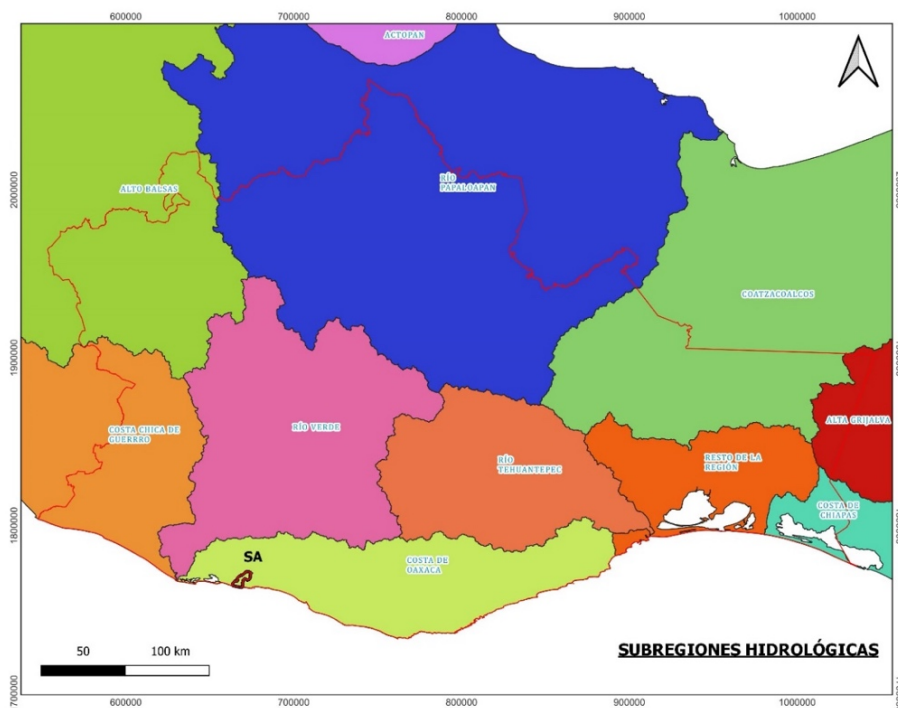 600000 700000 800000 900000 1000000
ACTOPAN
2000000
ALTO BALSAS
RÍO
PAPALOAPAN
COATZACOALCOS
1900000
COSTA CHICA DE
GUERRRO
RÍO VERDE
ALTA GRIJALVA
RÍO
TEHUANTEPEC
RESTO DE LA
REGIÓN
COSTA DE
CHIAPAS
1800000
SA
COSTA DE
OAXACA
50 100 km
SUBREGIONES HIDROLÓGICAS
1700000
600000 700000 800000 900000 1000000